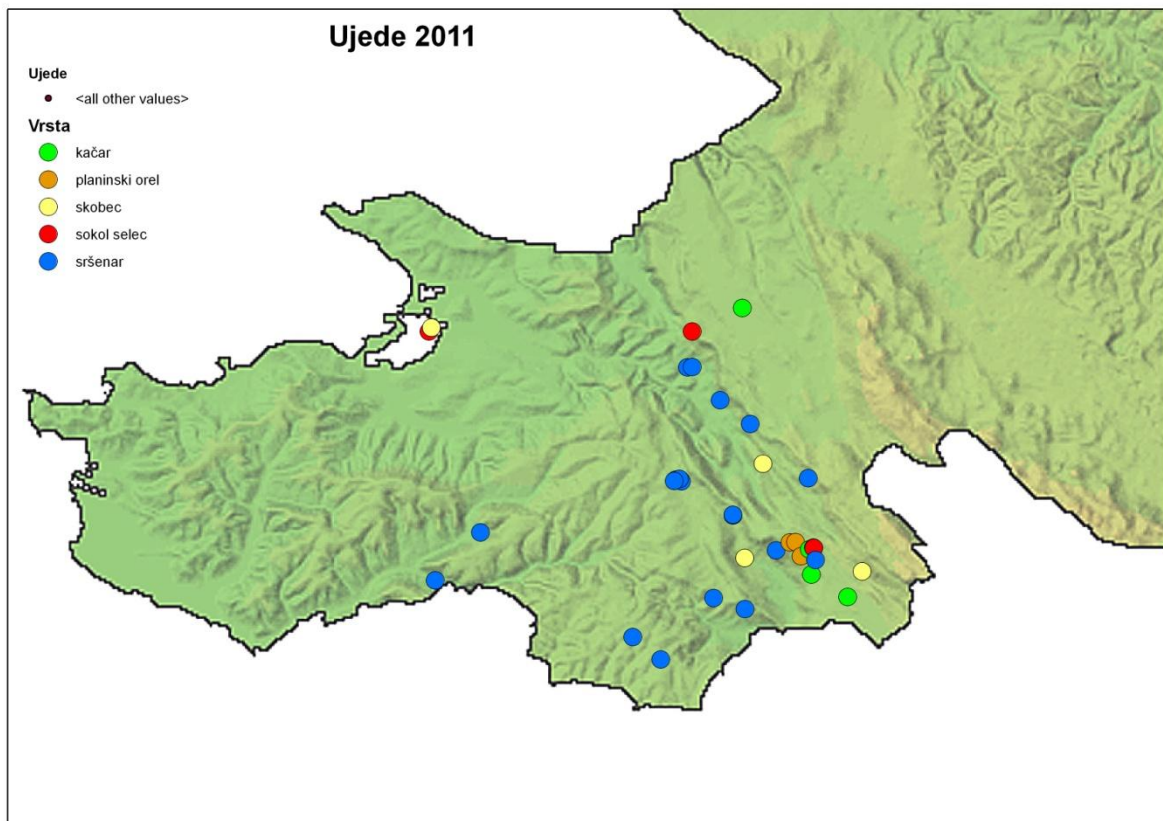 Ujede 2011
Ujede
<all other values>
Vrsta
kačar
planinski orel
skobec
sokol selec
sršenar